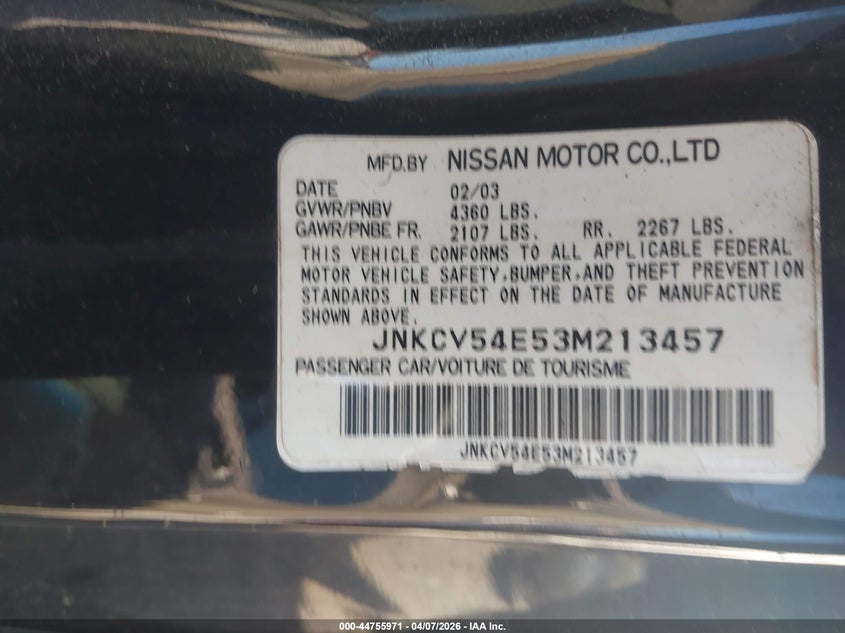 MFD.BY NISSAN MOTOR CO.,LTD
DATE 02/03
GVWR/PNBV 4360 LBS.
GAWR/PNBE FR. 2107 LBS. RR. 2267 LBS.
THIS VEHICLE CONFORMS TO ALL APPLICABLE FEDERAL
MOTOR VEHICLE SAFETY,BUMPER,AND THEFT PREVENTION
STANDARDS IN EFFECT ON THE DATE OF MANUFACTURE
SHOWN ABOVE.
JNKCV54E53M213457
PASSENGER CAR/VOITURE DE TOURISME
JNKCV54E53M213457
000-44755971 - 04/07/2026 - IAA Inc.